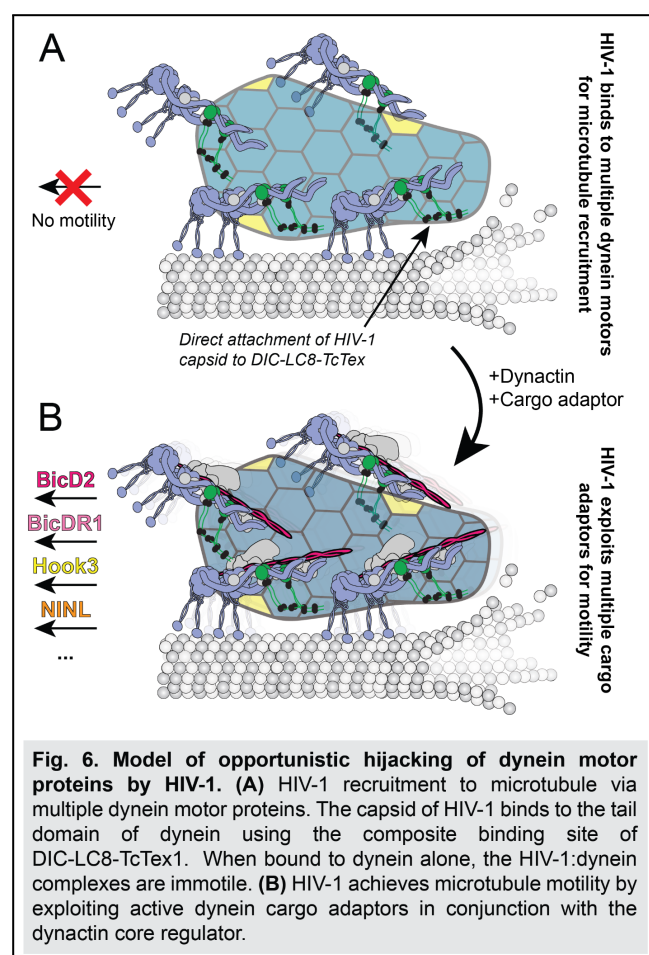 A
HIV-1 binds to multiple dynein motors
for microtubule recruitment
No motility
Direct attachment of HIV-1
capsid to DIC-LC8-TcTex
+Dynactin
+Cargo adaptor
B
BicD2
BicDR1
Hook3
NINL
...
HIV-1 exploits multiple cargo
adaptors for motility
Fig. 6. Model of opportunistic hijacking of dynein motor
proteins by HIV-1. (A) HIV-1 recruitment to microtubule via
multiple dynein motor proteins. The capsid of HIV-1 binds to the tail
domain of dynein using the composite binding site of
DIC-LC8-TcTex1. When bound to dynein alone, the HIV-1:dynein
complexes are immotile. (B) HIV-1 achieves microtubule motility by
exploiting active dynein cargo adaptors in conjunction with the
dynactin core regulator.